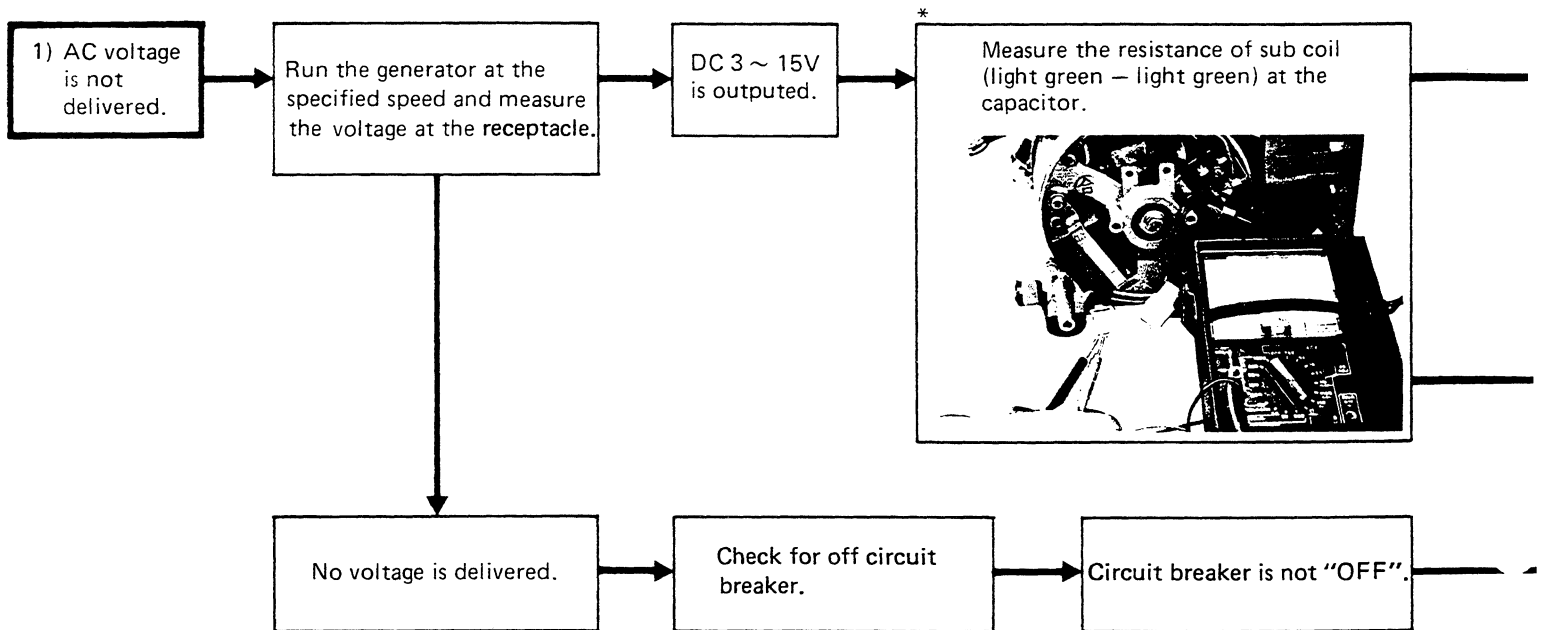 *
1) AC voltage
is not
delivered.
Run the generator at the
specified speed and measure
the voltage at the receptacle.
DC 3 ~ 15V
is outputed.
Measure the resistance of sub coil
(light green — light green) at the
capacitor.
No voltage is delivered.
Check for off circuit
breaker.
Circuit breaker is not “OFF”.